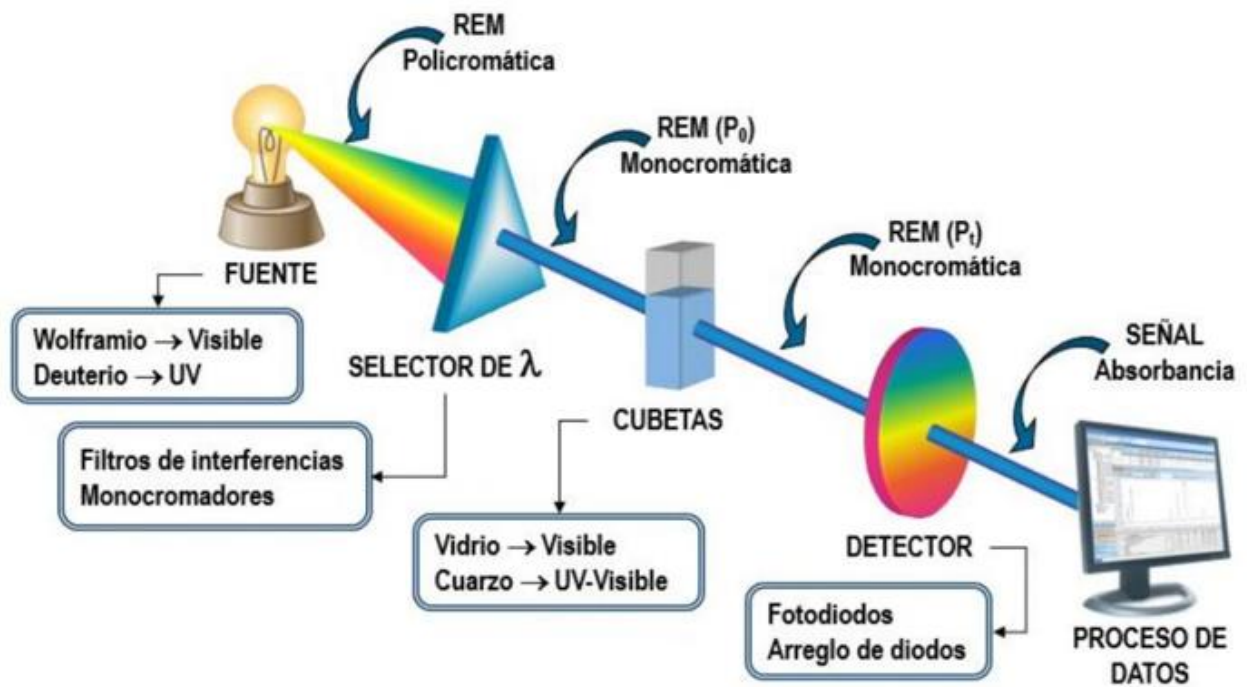 REM
Policromática
REM (P₀)
Monocromática
REM (Pₜ)
Monocromática
FUENTE
Wolframio → Visible
Deuterio → UV
SELECTOR DE λ
SEÑAL
Absorbancia
CUBETAS
Filtros de interferencias
Monocromadores
Vidrio → Visible
Cuarzo → UV-Visible
DETECTOR
Fotodiodos
Arreglo de diodos
PROCESO DE
DATOS